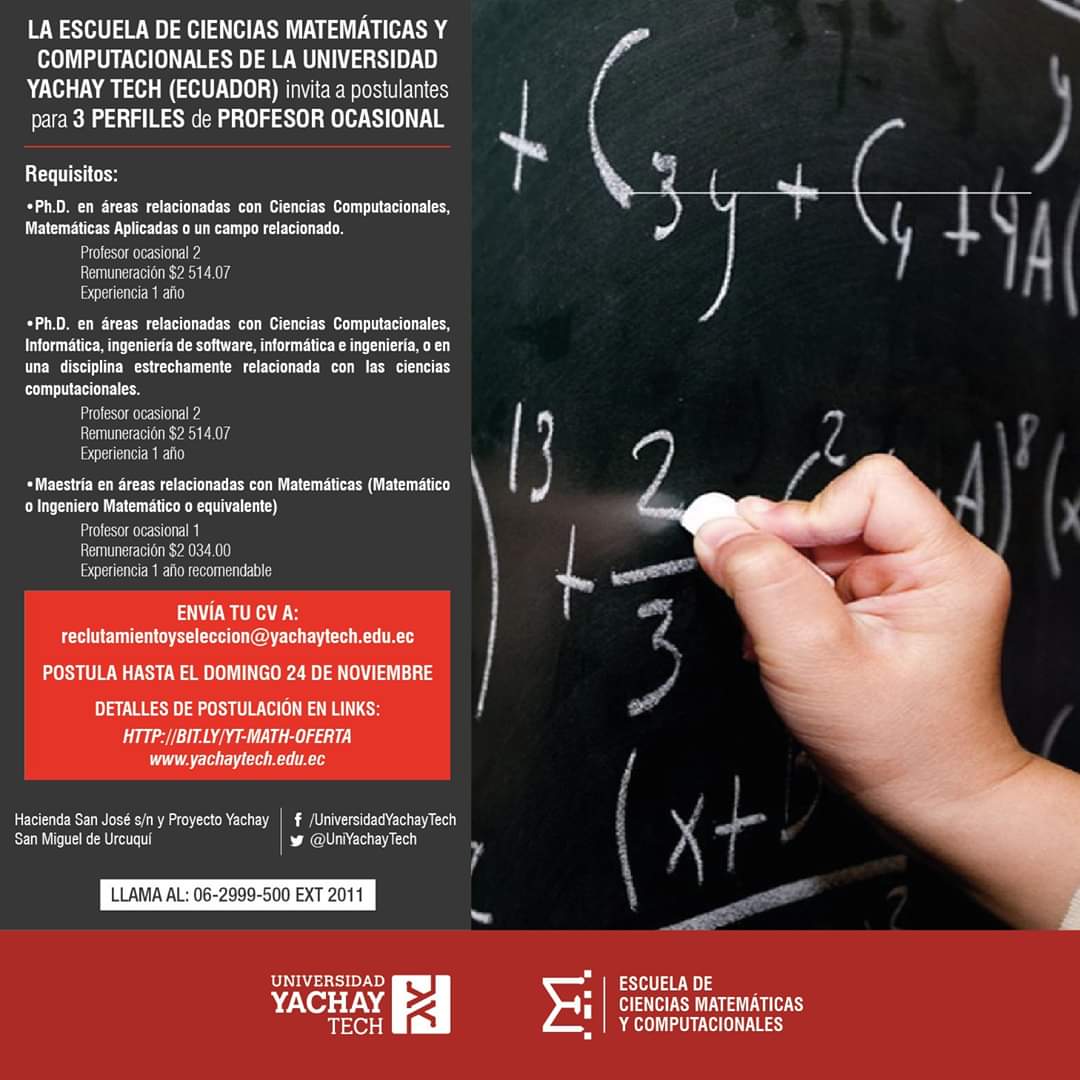 LA ESCUELA DE CIENCIAS MATEMÁTICAS Y
COMPUTACIONALES DE LA UNIVERSIDAD
YACHAY TECH (ECUADOR) invita a postulantes
para 3 PERFILES de PROFESOR OCASIONAL
Requisitos:
•Ph.D. en áreas relacionadas con Ciencias Computacionales,
Matemáticas Aplicadas o un campo relacionado.
Profesor ocasional 2
Remuneración $2 514.07
Experiencia 1 año
•Ph.D. en áreas relacionadas con Ciencias Computacionales,
Informática, ingeniería de software, informática e ingeniería, o en
una disciplina estrechamente relacionada con las ciencias
computacionales.
Profesor ocasional 2
Remuneración $2 514.07
Experiencia 1 año
•Maestría en áreas relacionadas con Matemáticas (Matemático
o Ingeniero Matemático o equivalente)
Profesor ocasional 1
Remuneración $2 034.00
Experiencia 1 año recomendable
ENVÍA TU CV A:
reclutamientoyseleccion@yachaytech.edu.ec
POSTULA HASTA EL DOMINGO 24 DE NOVIEMBRE
DETALLES DE POSTULACIÓN EN LINKS:
HTTP://BIT.LY/YT-MATH-OFERTA
www.yachaytech.edu.ec
Hacienda San José s/n y Proyecto Yachay
San Miguel de Urcuquí
/UniversidadYachayTech
@UniYachayTech
LLAMA AL: 06-2999-500 EXT 2011
+ (3y + (y + 4A(
)13 + 2
3
2
A)8 (x
(x+
UNIVERSIDAD
YACHAY
TECH
ESCUELA DE
CIENCIAS MATEMÁTICAS
Y COMPUTACIONALES